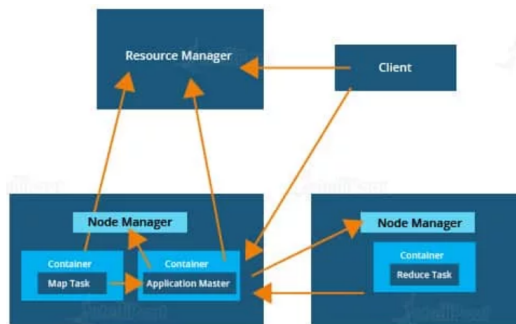 Resource Manager
Client
Node Manager
Container
Map Task
Container
Application Master
Node Manager
Container
Reduce Task